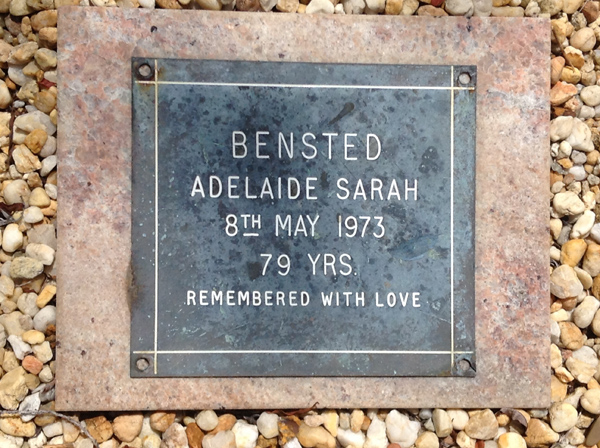 BENSTED
ADELAIDE SARAH
8TH MAY 1973
79 YRS.
REMEMBERED WITH LOVE